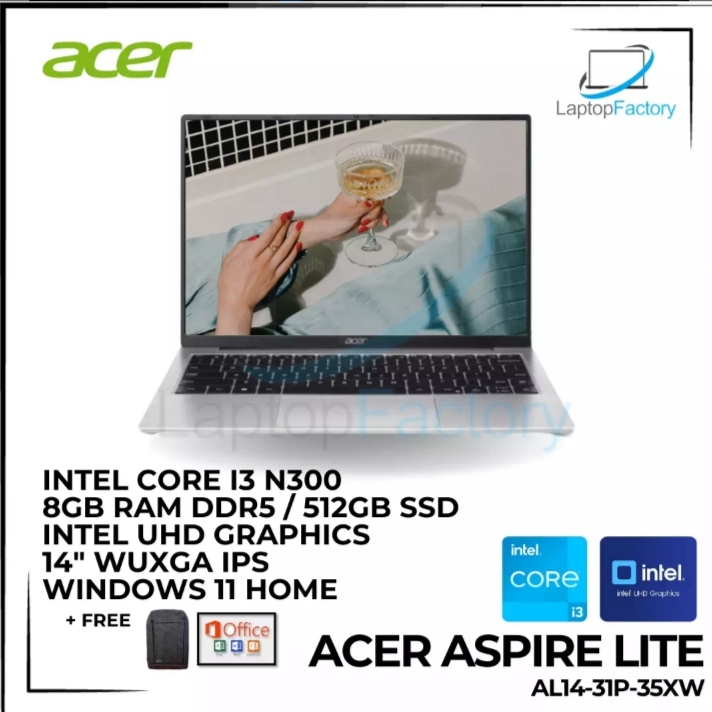 acer
LaptopFactory
acer
LaptopFactory
INTEL CORE I3 N300
8GB RAM DDR5 / 512GB SSD
INTEL UHD GRAPHICS
14" WUXGA IPS
WINDOWS 11 HOME
+ FREE
Office
intel.
CORE
i3
intel.
intel UHD Graphics
ACER ASPIRE LITE
AL14-31P-35XW